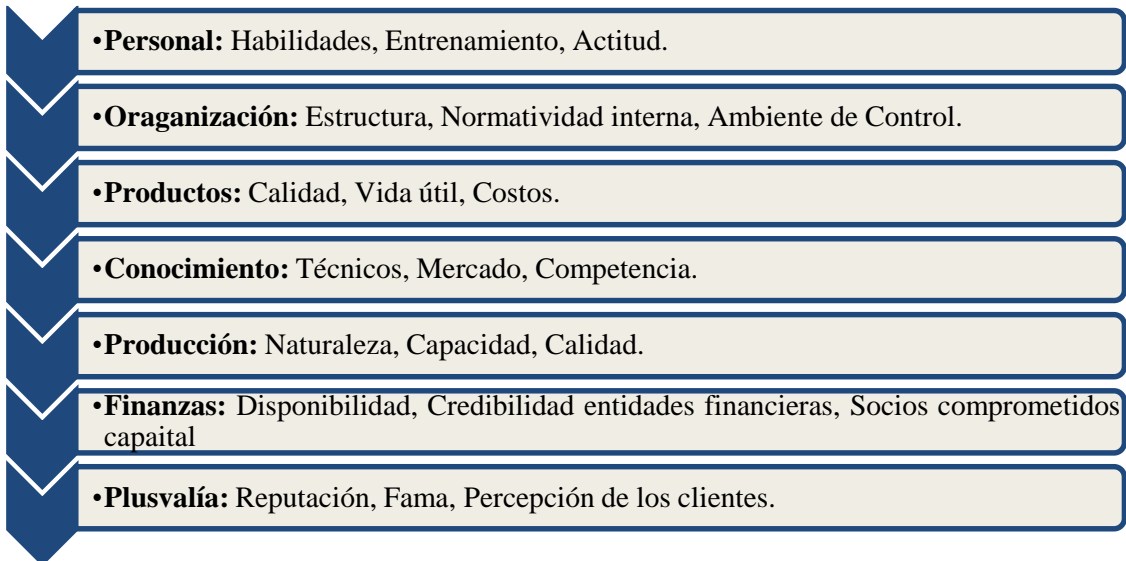 •Personal: Habilidades, Entrenamiento, Actitud.
•Oraganización: Estructura, Normatividad interna, Ambiente de Control.
•Productos: Calidad, Vida útil, Costos.
•Conocimiento: Técnicos, Mercado, Competencia.
•Producción: Naturaleza, Capacidad, Calidad.
•Finanzas: Disponibilidad, Credibilidad entidades financieras, Socios comprometidos
capaital
•Plusvalía: Reputación, Fama, Percepción de los clientes.